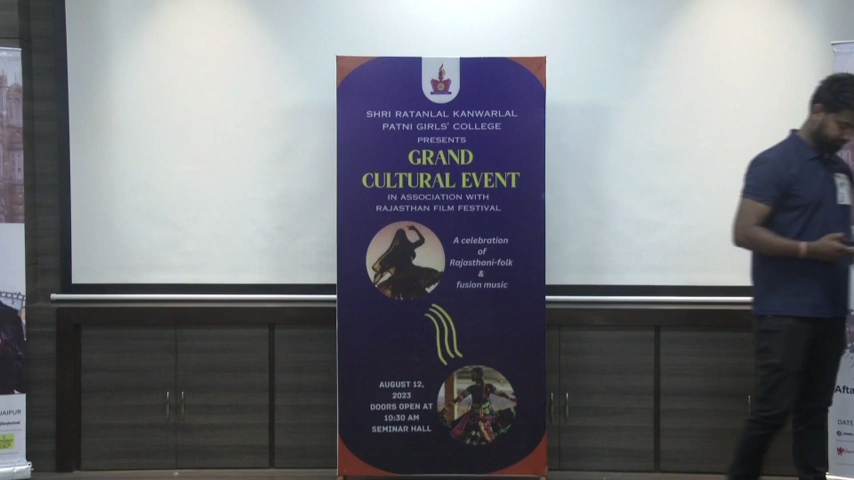 SHRI RATANLAL KANWARLAL
PATNI GIRLS' COLLEGE
PRESENTS
GRAND
CULTURAL EVENT
IN ASSOCIATION WITH
RAJASTHAN FILM FESTIVAL
A celebration
of
Rajasthani-folk
&
fusion music
AUGUST 12,
2023
DOORS OPEN AT
10:30 AM
SEMINAR HALL
JAIPUR
Afta
DATE